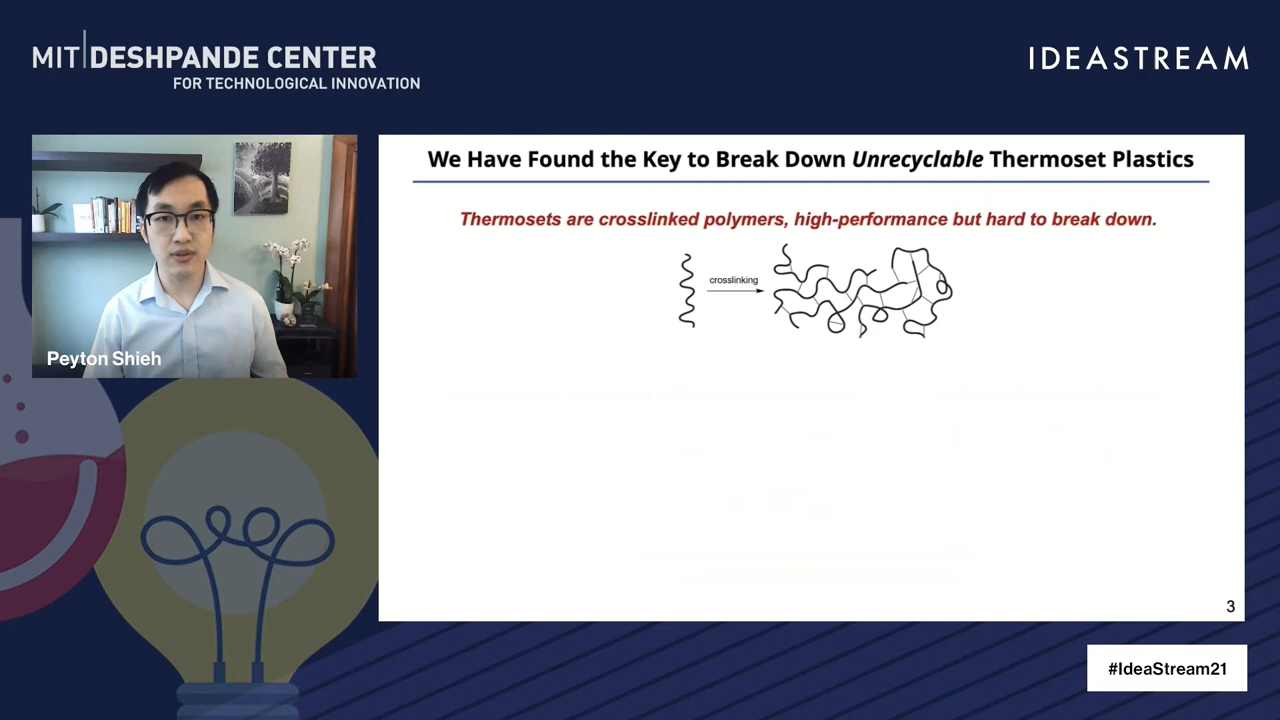 MIT DESHPANDE CENTER
FOR TECHNOLOGICAL INNOVATION
IDEASTREAM
Peyton Shieh
We Have Found the Key to Break Down Unrecyclable Thermoset Plastics
Thermosets are crosslinked polymers, high-performance but hard to break down.
crosslinking
3
#IdeaStream21